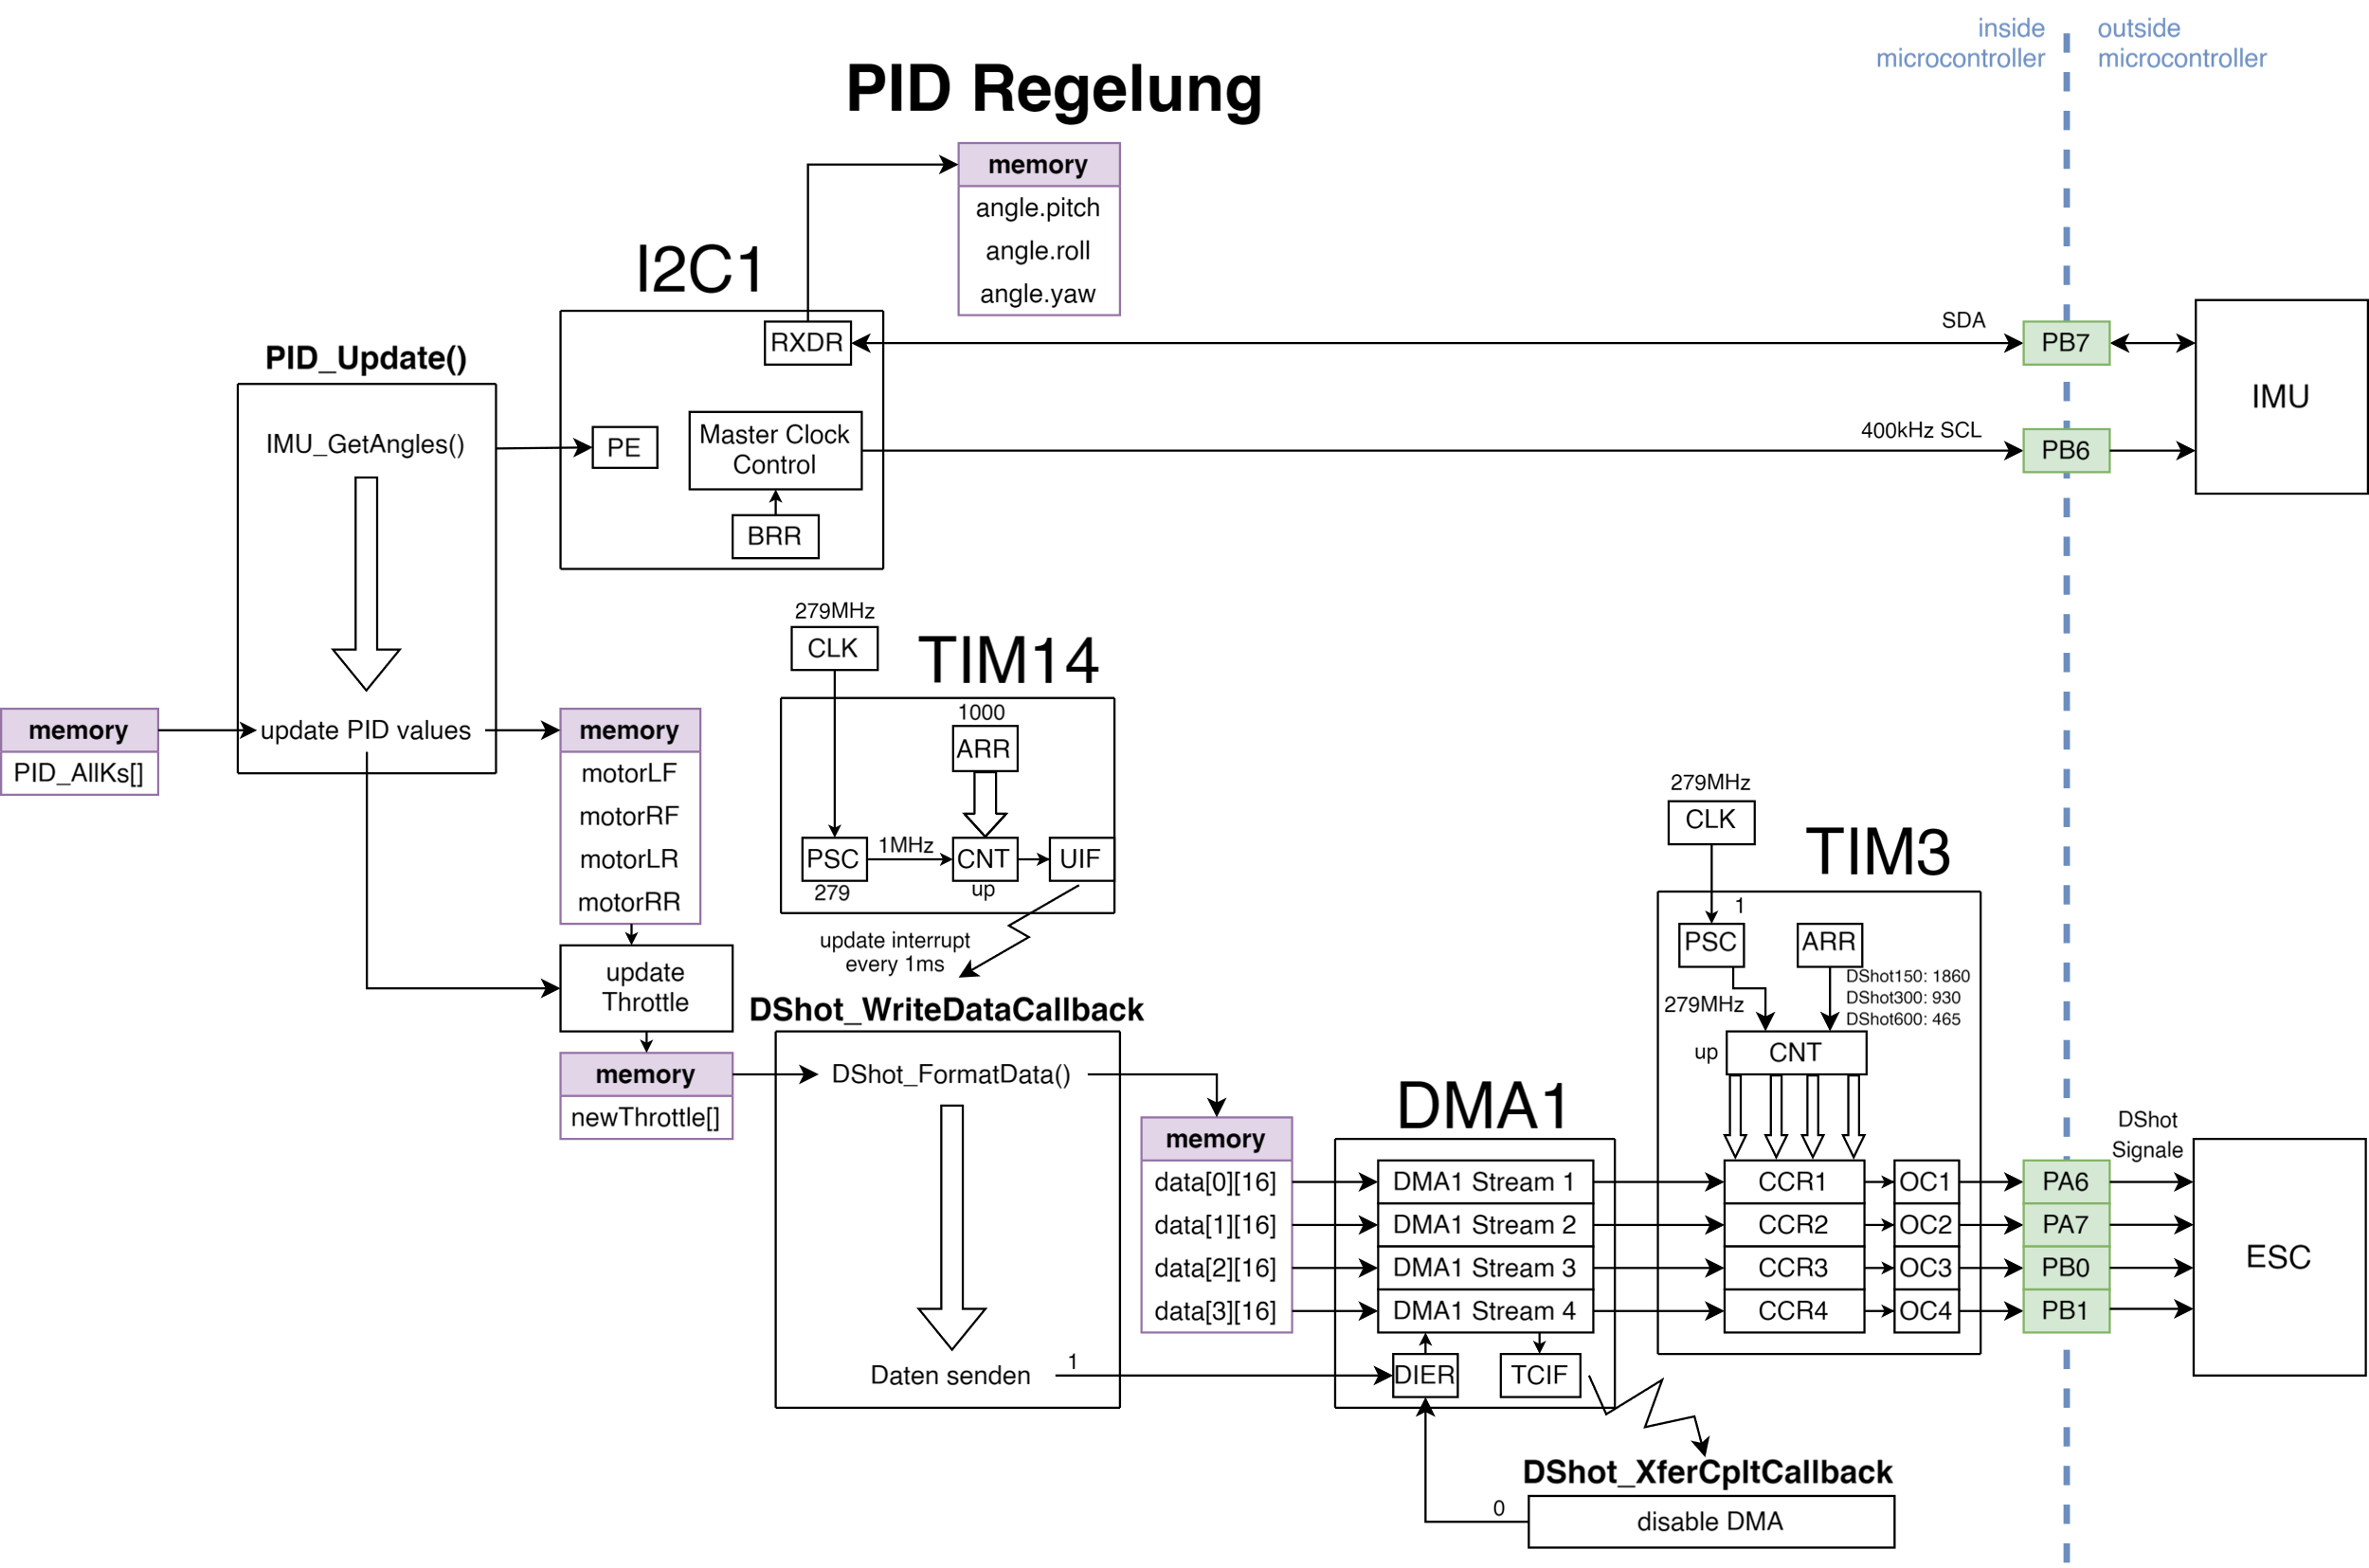 inside
microcontroller
outside
microcontroller
PID Regelung
memory
angle.pitch
angle.roll
angle.yaw
I2C1
RXDR
SDA
PB7
IMU
PID_Update()
IMU_GetAngles()
PE
Master Clock
Control
400kHz SCL
PB6
BRR
279MHz
CLK
TIM14
memory
PID_AllKs[]
update PID values
memory
motorLF
motorRF
motorLR
motorRR
1000
ARR
PSC
279
1MHz
CNT
up
UIF
update interrupt
every 1ms
279MHz
CLK
TIM3
1
PSC
ARR
DShot150: 1860
DShot300: 930
DShot600: 465
279MHz
up
CNT
update
Throttle
memory
newThrottle[]
DShot_WriteDataCallback
DShot_FormatData()
Daten senden
1
memory
data[0][16]
data[1][16]
data[2][16]
data[3][16]
DMA1
DMA1 Stream 1
DMA1 Stream 2
DMA1 Stream 3
DMA1 Stream 4
DIER
TCIF
CCR1
CCR2
CCR3
CCR4
OC1
OC2
OC3
OC4
PA6
PA7
PB0
PB1
DShot
Signale
ESC
DShot_XferCpltCallback
0
disable DMA